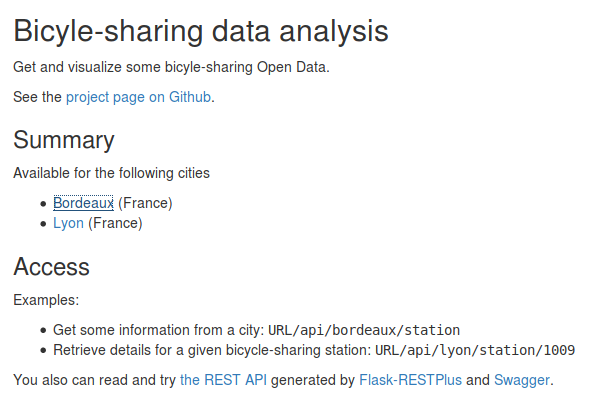 Bicyle-sharing data analysis
Get and visualize some bicyle-sharing Open Data.
See the project page on Github.
Summary
Available for the following cities
• Bordeaux (France)
• Lyon (France)
Access
Examples:
• Get some information from a city: URL/api/bordeaux/station
• Retrieve details for a given bicycle-sharing station: URL/api/lyon/station/1009
You also can read and try the REST API generated by Flask-RESTPlus and Swagger.